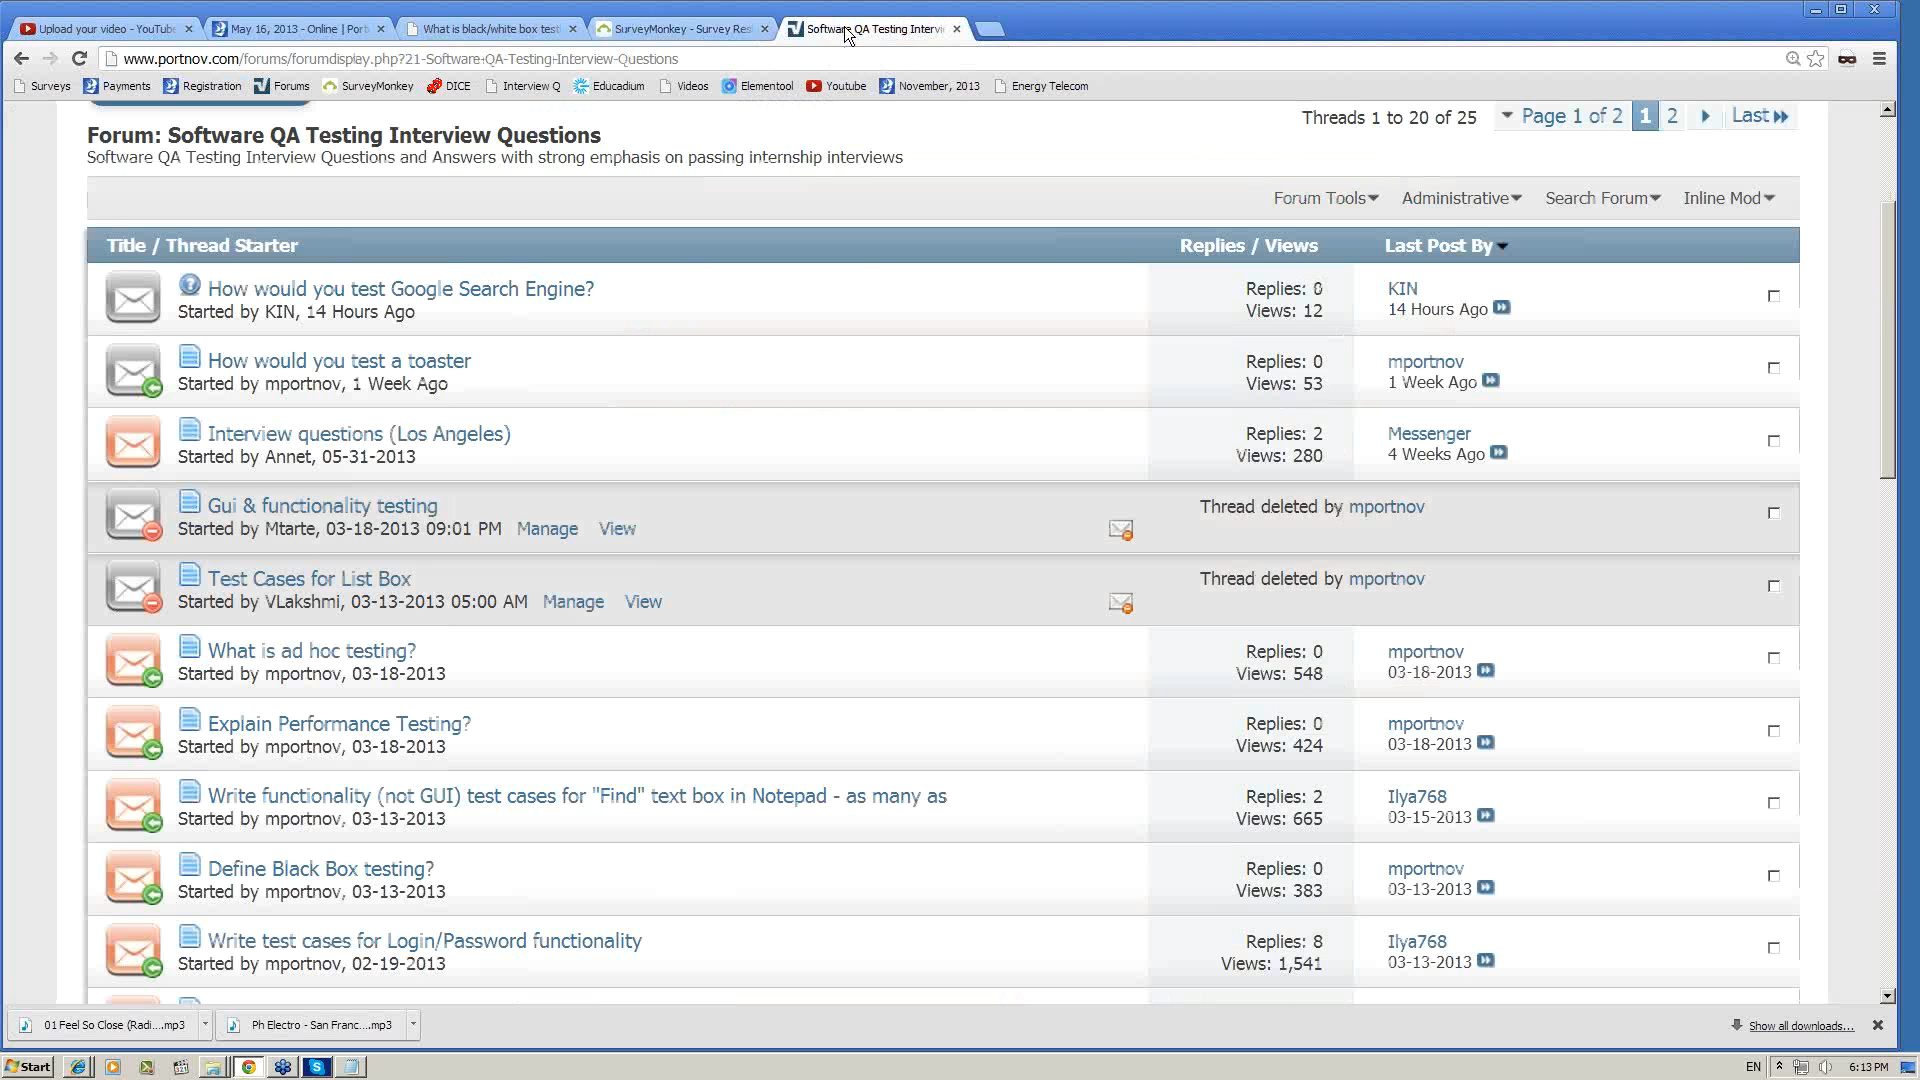 Upload your video - YouTube
May 16, 2013 - Online | Port
What is black/white box testi
SurveyMonkey - Survey Res
Software QA Testing Intervi
www.portnov.com/forums/forumdisplay.php?21-Software-QA-Testing-Interview-Questions
Surveys Payments Registration Forums SurveyMonkey DICE Interview Q Educadium Videos Elementool Youtube November, 2013 Energy Telecom
Threads 1 to 20 of 25 Page 1 of 2 1 2 Last
Forum: Software QA Testing Interview Questions
Software QA Testing Interview Questions and Answers with strong emphasis on passing internship interviews
Forum Tools Administrative Search Forum Inline Mod
Title / Thread Starter Replies / Views Last Post By
How would you test Google Search Engine? Replies: 0 KIN
Started by KIN, 14 Hours Ago Views: 12 14 Hours Ago
How would you test a toaster Replies: 0 mportnov
Started by mportnov, 1 Week Ago Views: 53 1 Week Ago
Interview questions (Los Angeles) Replies: 2 Messenger
Started by Annet, 05-31-2013 Views: 280 4 Weeks Ago
Gui & functionality testing Thread deleted by mportnov
Started by Mtarte, 03-18-2013 09:01 PM Manage View
Test Cases for List Box Thread deleted by mportnov
Started by VLakshmi, 03-13-2013 05:00 AM Manage View
What is ad hoc testing? Replies: 0 mportnov
Started by mportnov, 03-18-2013 Views: 548 03-18-2013
Explain Performance Testing? Replies: 0 mportnov
Started by mportnov, 03-18-2013 Views: 424 03-18-2013
Write functionality (not GUI) test cases for "Find" text box in Notepad - as many as Replies: 2 Ilya768
Started by mportnov, 03-13-2013 Views: 665 03-15-2013
Define Black Box testing? Replies: 0 mportnov
Started by mportnov, 03-13-2013 Views: 383 03-13-2013
Write test cases for Login/Password functionality Replies: 8 Ilya768
Started by mportnov, 02-19-2013 Views: 1,541 03-13-2013
01 Feel So Close (Radi....mp3 Ph Electro - San Franc....mp3 Show all downloads...
Start EN 6:13 PM